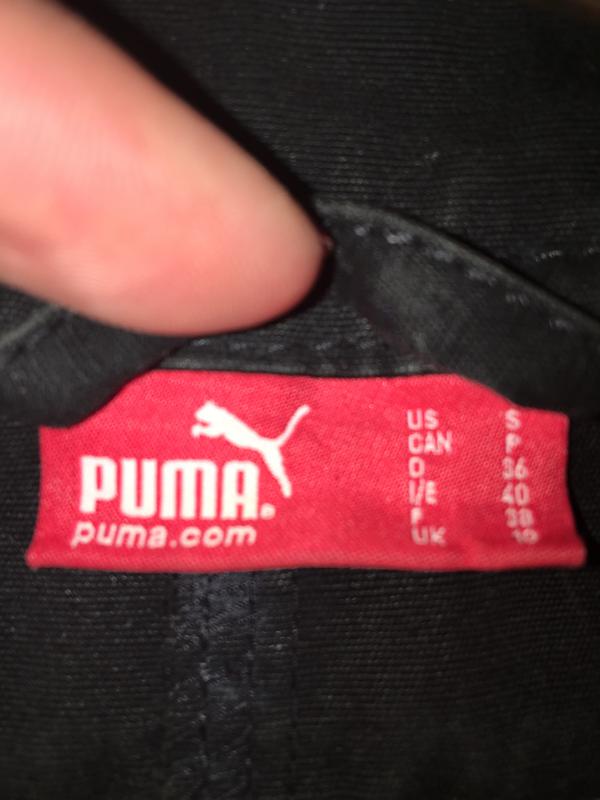 PUMA.
puma.com
US S
CAN P
D 36
I/E 40
F 38
UK 10